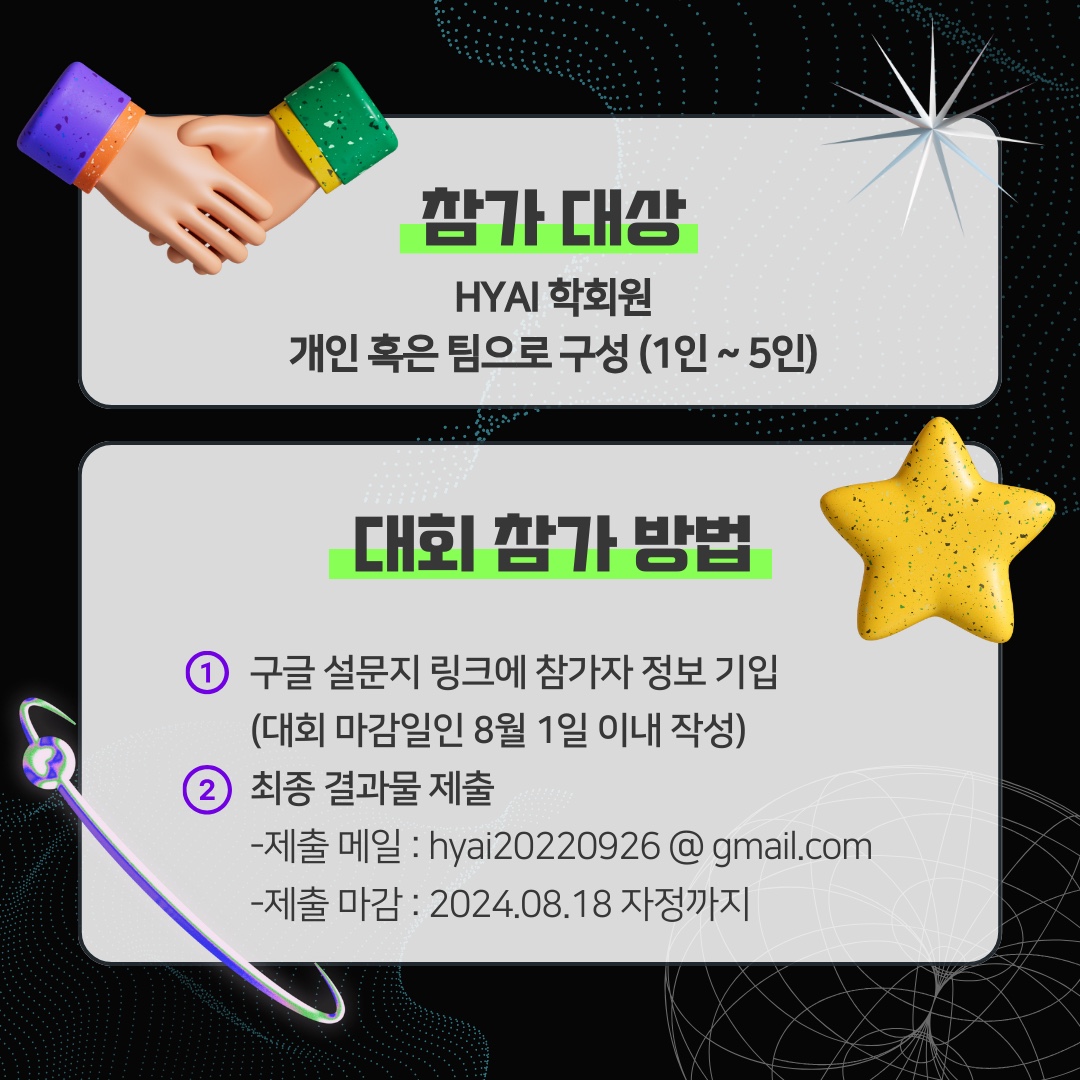 참가 대상
HYAI 학회원
개인 혹은 팀으로 구성 (1인 ~ 5인)
대회 참가 방법
1 구글 설문지 링크에 참가자 정보 기입
(대회 마감일인 8월 1일 이내 작성)
2 최종 결과물 제출
-제출 메일 : hyai20220926 @ gmail.com
-제출 마감 : 2024.08.18 자정까지